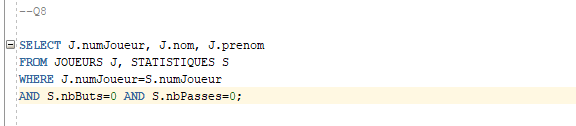 --Q8
SELECT J.numJoueur, J.nom, J.prenom
FROM JOUEURS J, STATISTIQUES S
WHERE J.numJoueur=S.numJoueur
AND S.nbButs=0 AND S.nbPasses=0;